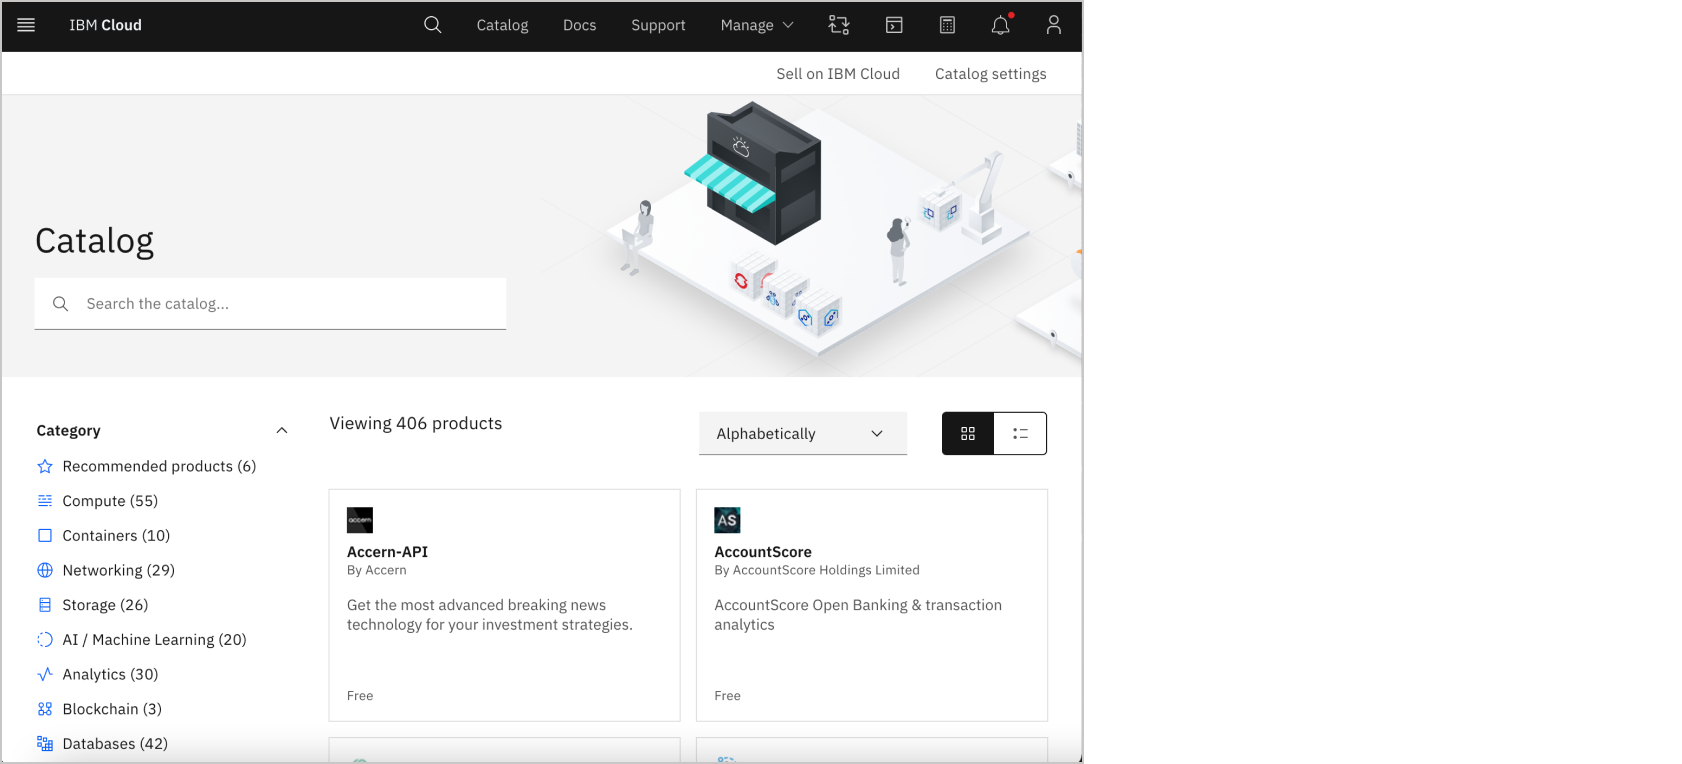 IBM Cloud
Catalog
Docs
Support
Manage
Sell on IBM Cloud
Catalog settings
Catalog
Search the catalog...
Category
Recommended products (6)
Compute (55)
Containers (10)
Networking (29)
Storage (26)
AI / Machine Learning (20)
Analytics (30)
Blockchain (3)
Databases (42)
Viewing 406 products
Alphabetically
accern
Accern-API
By Accern
Get the most advanced breaking news
technology for your investment strategies.
Free
AS
AccountScore
By AccountScore Holdings Limited
AccountScore Open Banking & transaction
analytics
Free